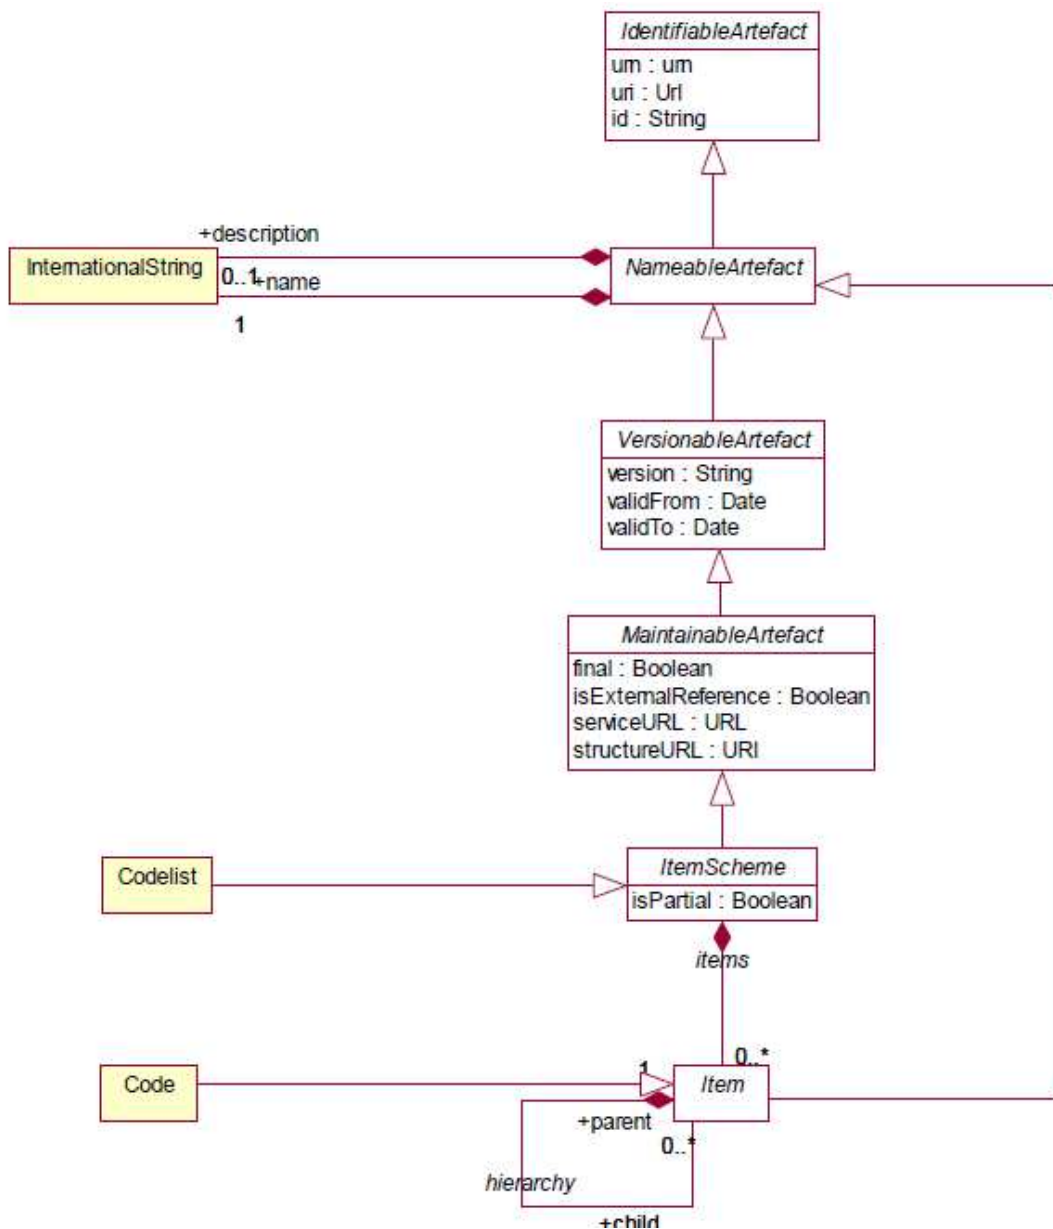 IdentifiableArtefact
urn : urn
uri : Url
id : String
+description
InternationalString
0..1
+name
1
NameableArtefact
VersionableArtefact
version : String
validFrom : Date
validTo : Date
MaintainableArtefact
final : Boolean
isExternalReference : Boolean
serviceURL : URL
structureURL : URl
Codelist
ItemScheme
isPartial : Boolean
items
0..*
1
Code
Item
+parent
0..*
hierarchy
+child